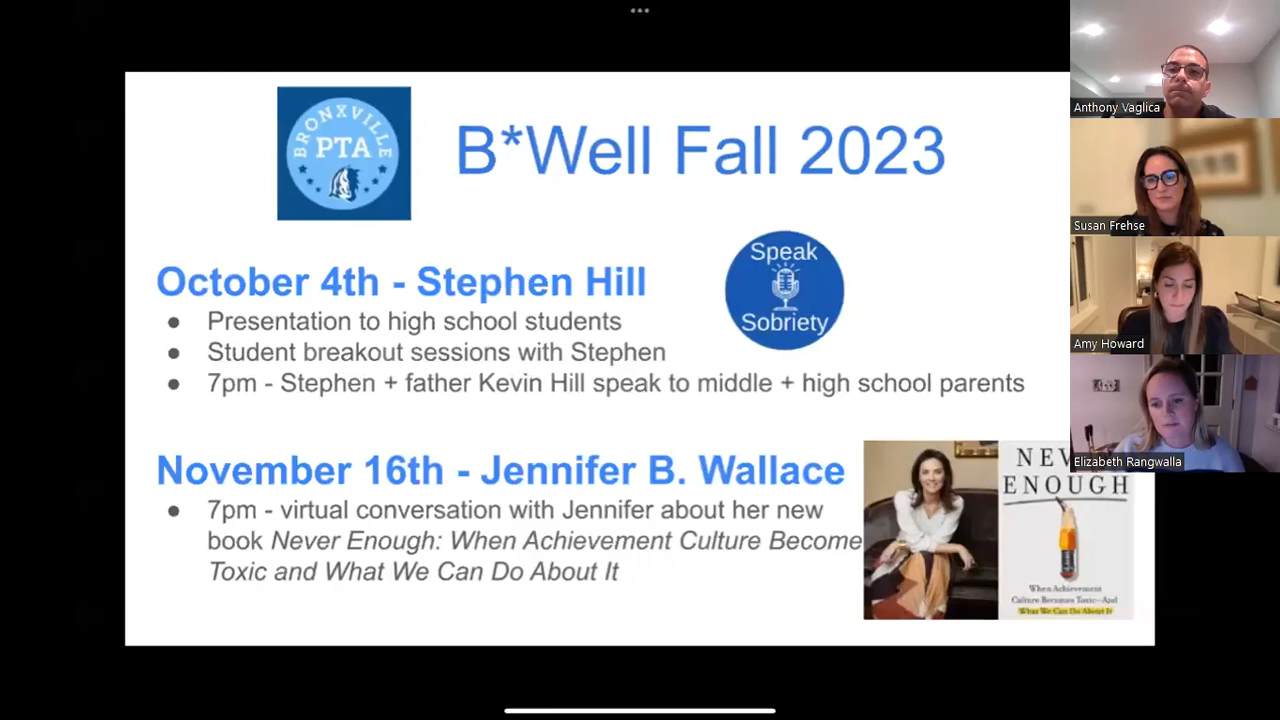 BRONXVILLE
PTA
B*Well Fall 2023
October 4th - Stephen Hill
● Presentation to high school students
● Student breakout sessions with Stephen
● 7pm - Stephen + father Kevin Hill speak to middle + high school parents
Speak
Sobriety
November 16th - Jennifer B. Wallace
● 7pm - virtual conversation with Jennifer about her new
book Never Enough: When Achievement Culture Become
Toxic and What We Can Do About It
NEV
ENOUGH
When Achievement
Culture Becomes Toxic—And
What We Can Do About It
Anthony Vaglica
Susan Frehse
Amy Howard
Elizabeth Rangwalla